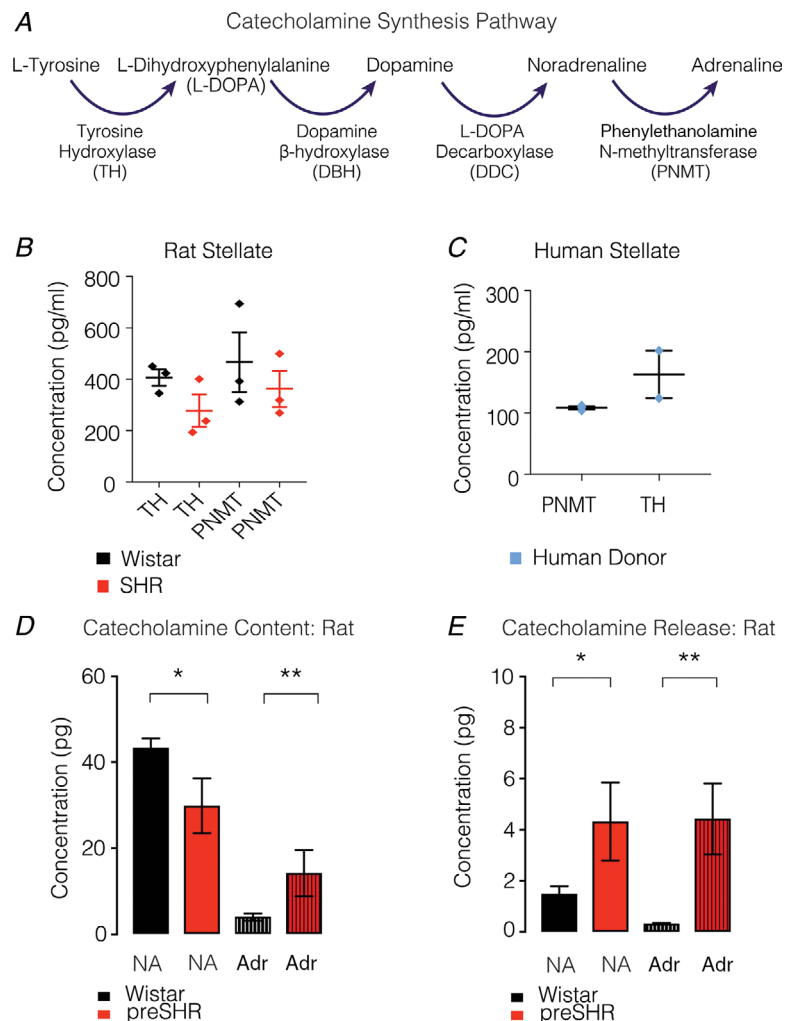 A Catecholamine Synthesis Pathway
L-Tyrosine L-Dihydroxyphenylalanine Dopamine Noradrenaline Adrenaline
(L-DOPA)
Tyrosine Dopamine L-DOPA Phenylethanolamine
Hydroxylase β-hydroxylase Decarboxylase N-methyltransferase
(TH) (DBH) (DDC) (PNMT)
B Rat Stellate
Concentration (pg/ml)
800
600
400
200
0
TH TH PNMT PNMT
Wistar
SHR
C Human Stellate
Concentration (pg/ml)
300
200
100
0
PNMT TH
Human Donor
D Catecholamine Content: Rat
Concentration (pg)
60
40
20
0
* **
NA NA Adr Adr
Wistar
preSHR
E Catecholamine Release: Rat
Concentration (pg)
10
8
6
4
2
0
* **
NA NA Adr Adr
Wistar
preSHR